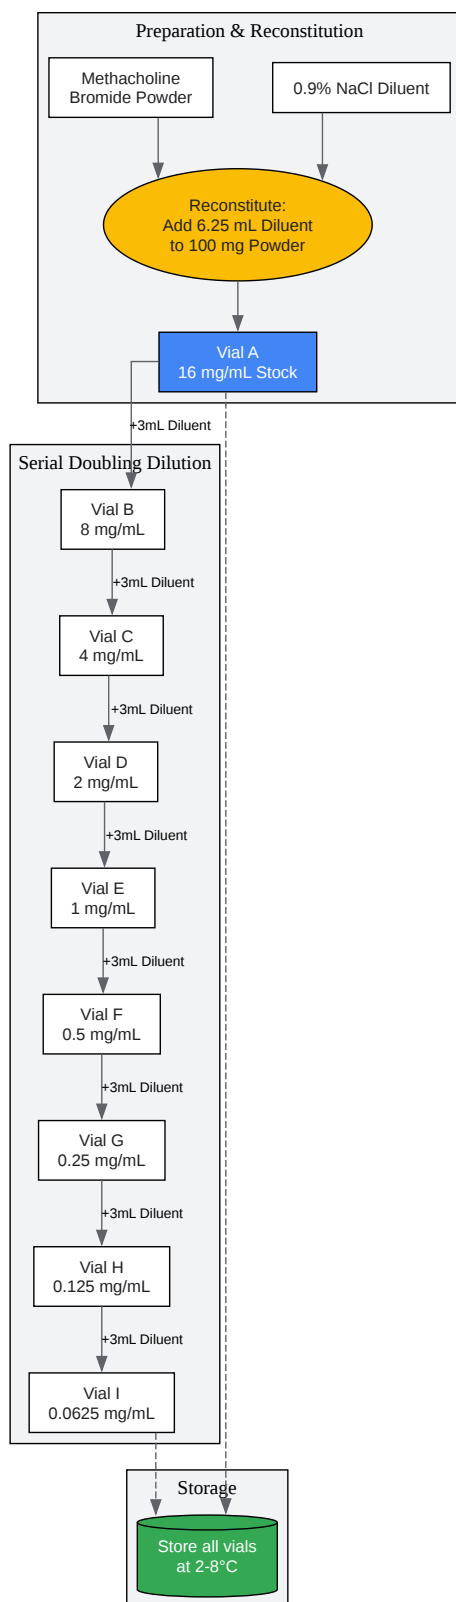 Preparation & Reconstitution
Methacholine
Bromide Powder
0.9% NaCl Diluent
Reconstitute:
Add 6.25 mL Diluent
to 100 mg Powder
Vial A
16 mg/mL Stock
+3mL Diluent
Serial Doubling Dilution
Vial B
8 mg/mL
+3mL Diluent
Vial C
4 mg/mL
+3mL Diluent
Vial D
2 mg/mL
+3mL Diluent
Vial E
1 mg/mL
+3mL Diluent
Vial F
0.5 mg/mL
+3mL Diluent
Vial G
0.25 mg/mL
+3mL Diluent
Vial H
0.125 mg/mL
+3mL Diluent
Vial I
0.0625 mg/mL
Storage
Store all vials
at 2-8°C